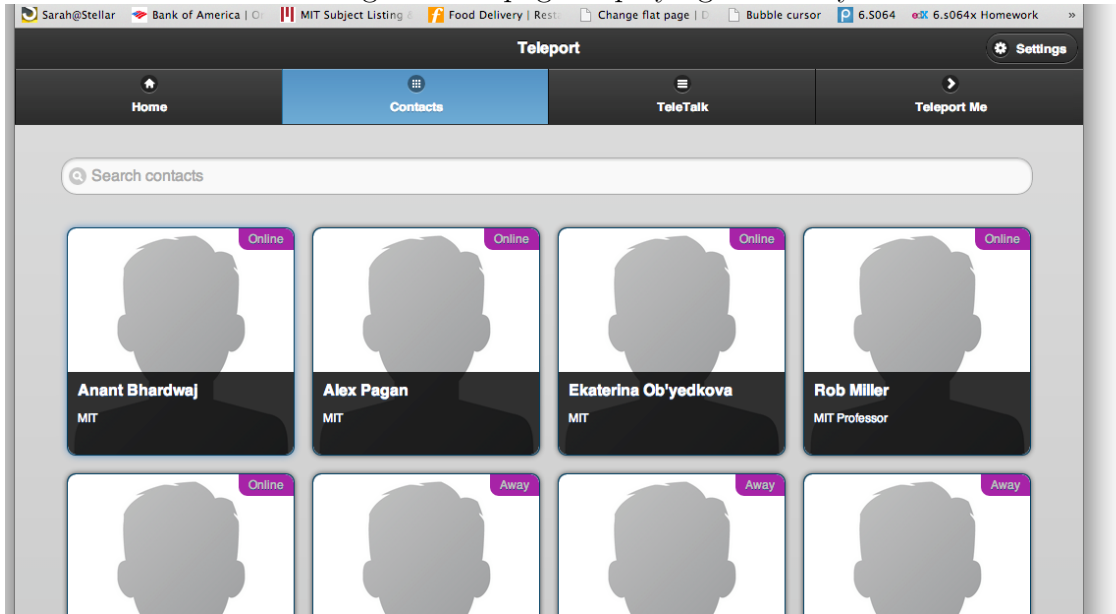 Sarah@Stellar Bank of America | O MIT Subject Listing & Food Delivery | Rest Change flat page | D Bubble cursor 6.S064 edX 6.s064x Homework »
Teleport
Settings
Home Contacts TeleTalk Teleport Me
Search contacts
Online Online Online Online
Anant Bhardwaj Alex Pagan Ekaterina Ob'yedkova Rob Miller
MIT MIT MIT MIT Professor
Online Away Away Away